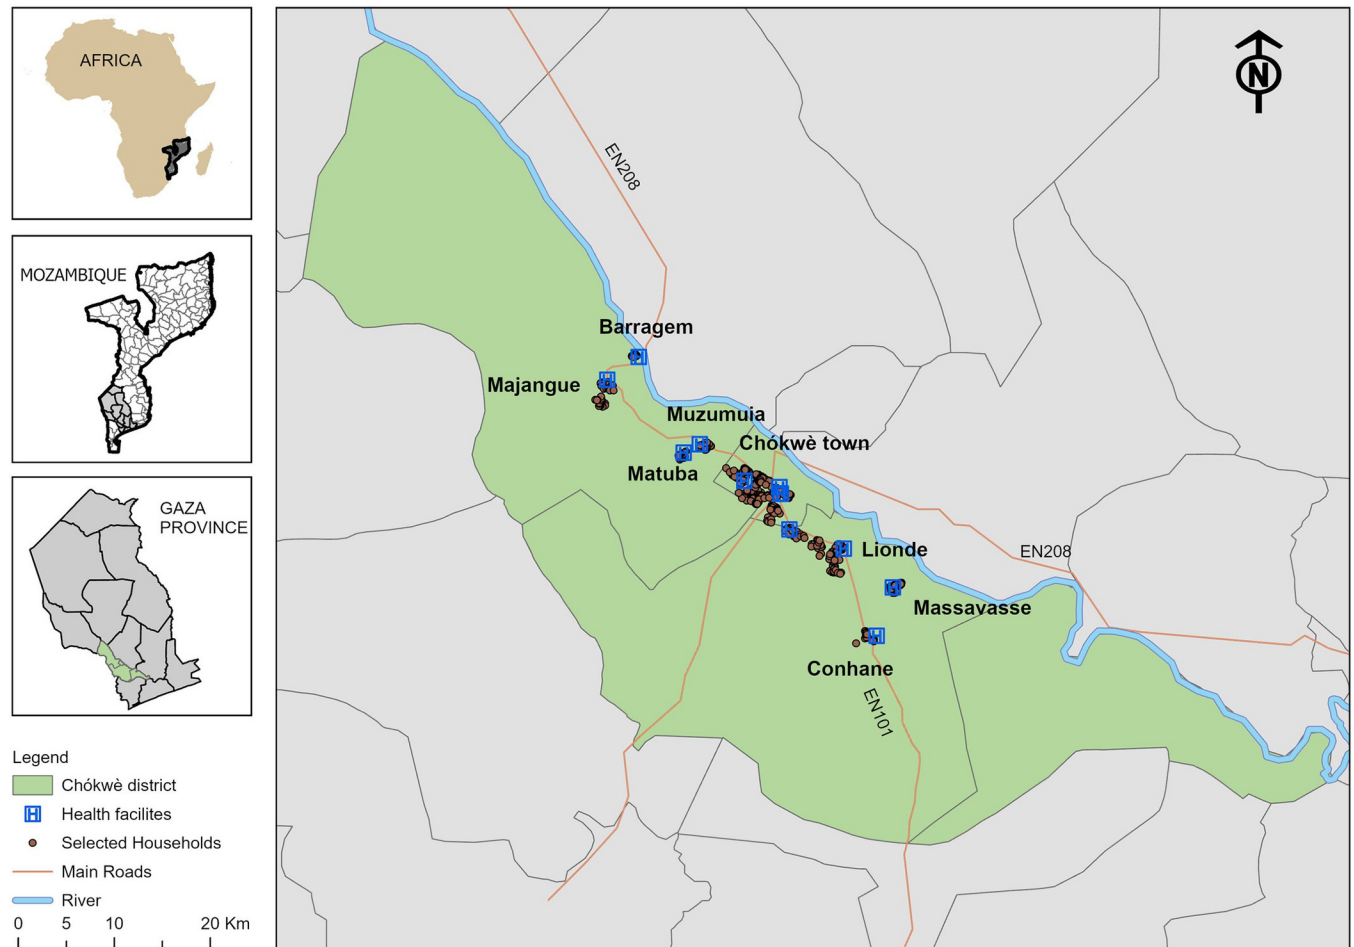 AFRICA
MOZAMBIQUE
GAZA
PROVINCE
Legend
Chókwè district
H
Health facilites
Selected Households
Main Roads
River
0 5 10 20 Km
N
EN208
Barragem
H
H
Majangue
Muzumuia
H
Chókwè town
H
Matuba
H
H
H
H
H
Lionde
EN208
H
Massavasse
H
Conhane
EN101